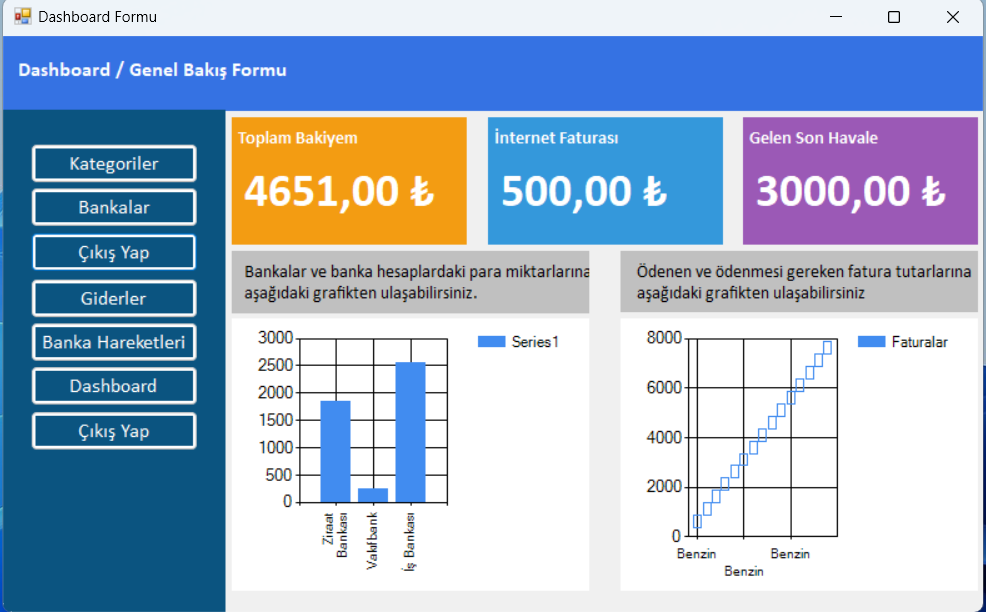 Dashboard Formu
Dashboard / Genel Bakış Formu
Kategoriler
Bankalar
Çıkış Yap
Giderler
Banka Hareketleri
Dashboard
Çıkış Yap
Toplam Bakiyem
4651,00 ₺
İnternet Faturası
500,00 ₺
Gelen Son Havale
3000,00 ₺
Bankalar ve banka hesaplardaki para miktarlarına
aşağıdaki grafikten ulaşabilirsiniz.
Ödenen ve ödenmesi gereken fatura tutarlarına
aşağıdaki grafikten ulaşabilirsiniz
3000
2500
2000
1500
1000
500
0
Ziraat
Bankası
Vakıfbank
İş Bankası
Series1
8000
6000
4000
2000
0
Benzin
Benzin
Benzin
Faturalar